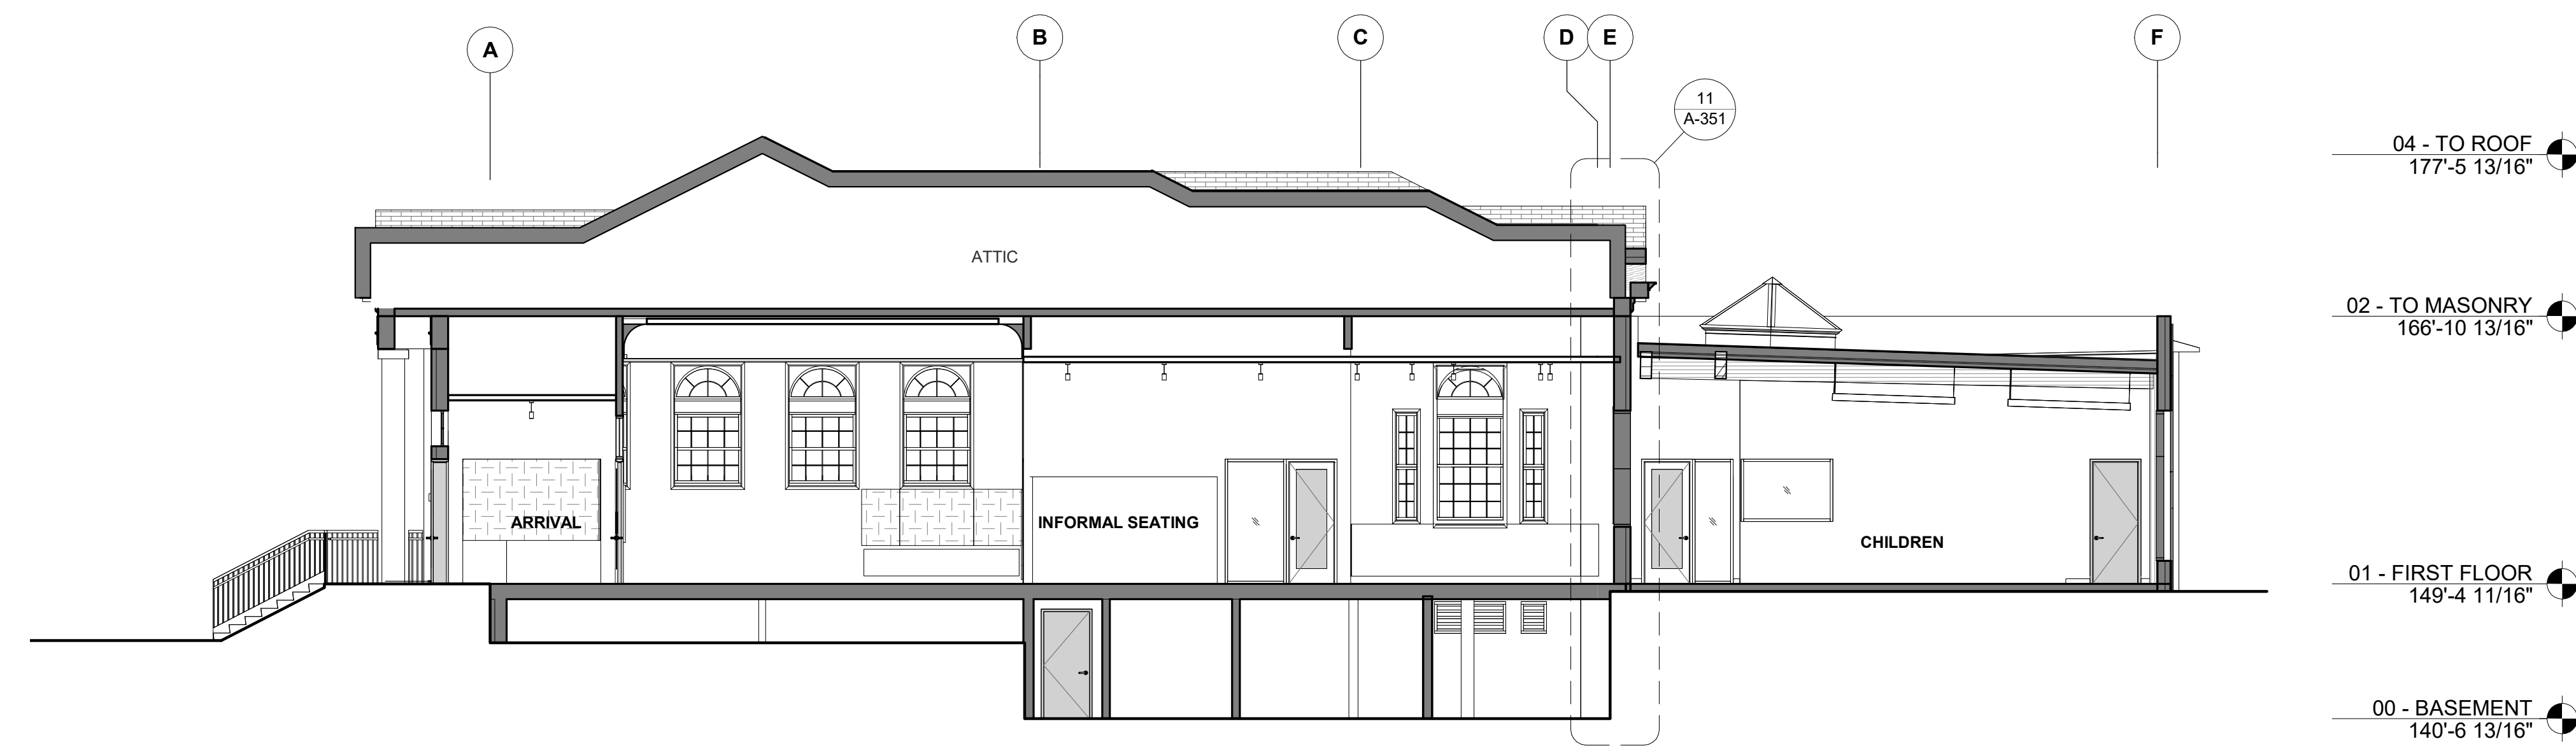 A
B
C
D
E
F
11
A-351
04 - TO ROOF
177'-5 13/16"
ATTIC
02 - TO MASONRY
166'-10 13/16"
ARRIVAL
INFORMAL SEATING
CHILDREN
01 - FIRST FLOOR
149'-4 11/16"
00 - BASEMENT
140'-6 13/16"